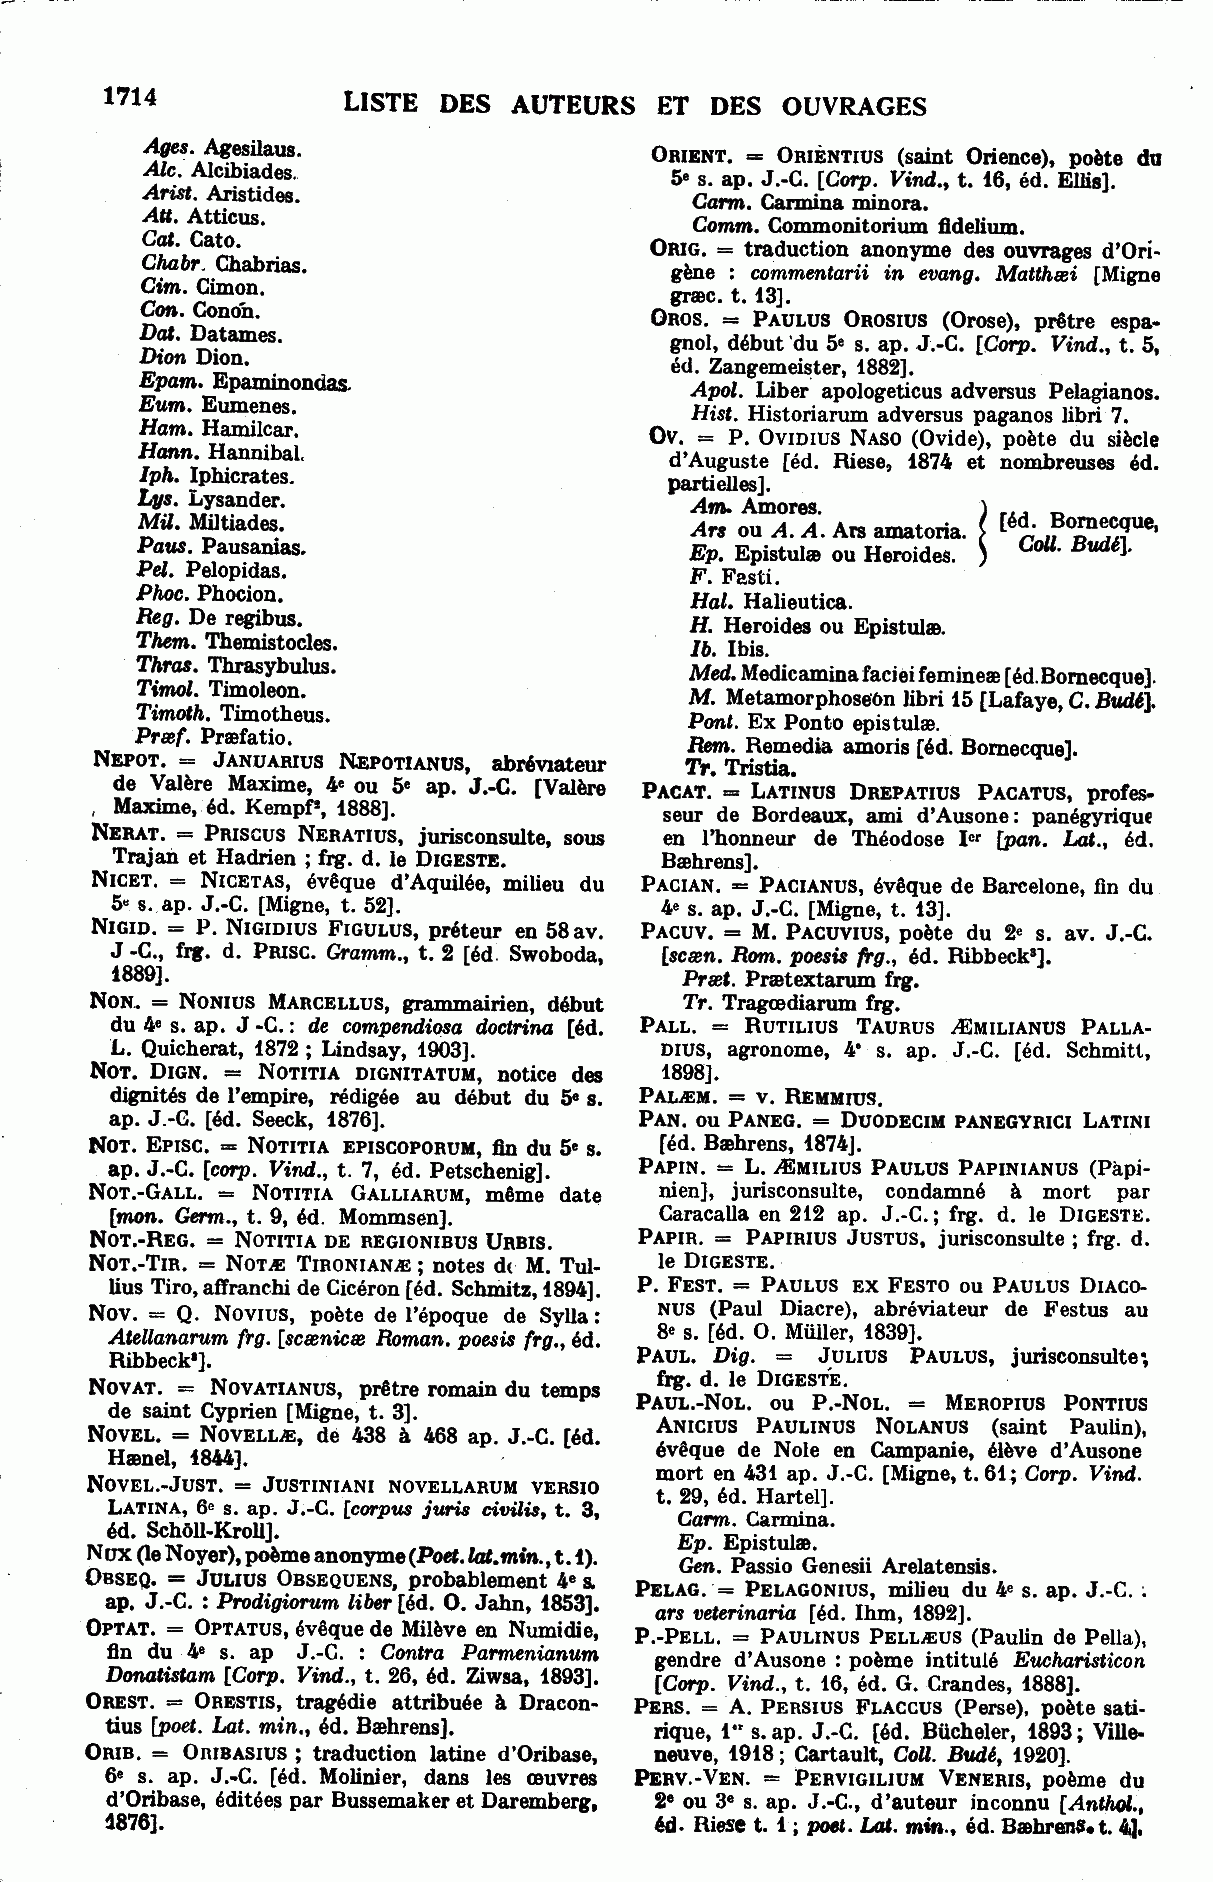 1714
LISTE DES AUTEURS ET DES OUVRAGES
Ages. Agesilaus.
Alc. Alcibiades.
Arist. Aristides.
Att. Atticus.
Cat. Cato.
Chabr. Chabrias.
Cim. Cimon.
Con. Conon.
Dat. Datames.
Dion Dion.
Epam. Epaminondas.
Eum. Eumenes.
Ham. Hamilcar.
Hann. Hannibal.
Iph. Iphicrates.
Lys. Lysander.
Mil. Miltiades.
Paus. Pausanias.
Pel. Pelopidas.
Phoc. Phocion.
Reg. De regibus.
Them. Themistocles.
Thras. Thrasybulus.
Timol. Timoleon.
Timoth. Timotheus.
Præf. Præfatio.
NEPOT. = JANUARIUS NEPOTIANUS, abréviateur
de Valère Maxime, 4e ou 5e ap. J.-C. [Valère
Maxime, éd. Kempf², 1888].
NERAT. = PRISCUS NERATIUS, jurisconsulte, sous
Trajan et Hadrien ; frg. d. le DIGESTE.
NICET. = NICETAS, évêque d'Aquilée, milieu du
5e s. ap. J.-C. [Migne, t. 52].
NIGID. = P. NIGIDIUS FIGULUS, préteur en 58 av.
J -C., frg. d. PRISC. Gramm., t. 2 [éd. Swoboda,
1889].
NON. = NONIUS MARCELLUS, grammairien, début
du 4e s. ap. J -C. : de compendiosa doctrina [éd.
L. Quicherat, 1872 ; Lindsay, 1903].
NOT. DIGN. = NOTITIA DIGNITATUM, notice des
dignités de l'empire, rédigée au début du 5e s.
ap. J.-C. [éd. Seeck, 1876].
NOT. EPISC. = NOTITIA EPISCOPORUM, fin du 5e s.
ap. J.-C. [corp. Vind., t. 7, éd. Petschenig].
NOT.-GALL. = NOTITIA GALLIARUM, même date
[mon. Germ., t. 9, éd. Mommsen].
NOT.-REG. = NOTITIA DE REGIONIBUS URBIS.
NOT.-TIR. = NOTÆ TIRONIANÆ ; notes de M. Tul-
lius Tiro, affranchi de Cicéron [éd. Schmitz, 1894].
NOV. = Q. NOVIUS, poète de l'époque de Sylla :
Atellanarum frg. [scænicæ Roman. poesis frg., éd.
Ribbeck³].
NOVAT. = NOVATIANUS, prêtre romain du temps
de saint Cyprien [Migne, t. 3].
NOVEL. = NOVELLÆ, de 438 à 468 ap. J.-C. [éd.
Hænel, 1844].
NOVEL.-JUST. = JUSTINIANI NOVELLARUM VERSIO
LATINA, 6e s. ap. J.-C. [corpus juris civilis, t. 3,
éd. Schöll-Kroll].
NUX (le Noyer), poème anonyme (Poet. lat. min., t. 1).
OBSEQ. = JULIUS OBSEQUENS, probablement 4e s.
ap. J.-C. : Prodigiorum liber [éd. O. Jahn, 1853].
OPTAT. = OPTATUS, évêque de Milève en Numidie,
fin du 4e s. ap J.-C. : Contra Parmenianum
Donatistam [Corp. Vind., t. 26, éd. Ziwsa, 1893].
OREST. = ORESTIS, tragédie attribuée à Dracon-
tius [poet. Lat. min., éd. Bæhrens].
ORIB. = ORIBASIUS ; traduction latine d'Oribase,
6e s. ap. J.-C. [éd. Molinier, dans les œuvres
d'Oribase, éditées par Bussemaker et Daremberg,
1876].
ORIENT. = ORIENTIUS (saint Orience), poète du
5e s. ap. J.-C. [Corp. Vind., t. 16, éd. Ellis].
Carm. Carmina minora.
Comm. Commonitorium fidelium.
ORIG. = traduction anonyme des ouvrages d'Ori-
gène : commentarii in evang. Matthæi [Migne
græc. t. 13].
OROS. = PAULUS OROSIUS (Orose), prêtre espa-
gnol, début du 5e s. ap. J.-C. [Corp. Vind., t. 5,
éd. Zangemeister, 1882].
Apol. Liber apologeticus adversus Pelagianos.
Hist. Historiarum adversus paganos libri 7.
OV. = P. OVIDIUS NASO (Ovide), poète du siècle
d'Auguste [éd. Riese, 1874 et nombreuses éd.
partielles].
Am. Amores.
Ars ou A. A. Ars amatoria.
Ep. Epistulæ ou Heroides.
[éd. Bornecque,
Coll. Budé].
F. Fasti.
Hal. Halieutica.
H. Heroides ou Epistulæ.
Ib. Ibis.
Med. Medicamina faciei femineæ [éd. Bornecque].
M. Metamorphoseon libri 15 [Lafaye, C. Budé].
Pont. Ex Ponto epistulæ.
Rem. Remedia amoris [éd. Bornecque].
Tr. Tristia.
PACAT. = LATINUS DREPATIUS PACATUS, profes-
seur de Bordeaux, ami d'Ausone : panégyrique
en l'honneur de Théodose Ier [pan. Lat., éd.
Bæhrens].
PACIAN. = PACIANUS, évêque de Barcelone, fin du
4e s. ap. J.-C. [Migne, t. 13].
PACUV. = M. PACUVIUS, poète du 2e s. av. J.-C.
[scæn. Rom. poesis frg., éd. Ribbeck³].
Præt. Prætextarum frg.
Tr. Tragœdiarum frg.
PALL. = RUTILIUS TAURUS ÆMILIANUS PALLA-
DIUS, agronome, 4e s. ap. J.-C. [éd. Schmitt,
1898].
PALÆM. = v. REMMIUS.
PAN. ou PANEG. = DUODECIM PANEGYRICI LATINI
[éd. Bæhrens, 1874].
PAPIN. = L. ÆMILIUS PAULUS PAPINIANUS (Papi-
nien], jurisconsulte, condamné à mort par
Caracalla en 212 ap. J.-C. ; frg. d. le DIGESTE.
PAPIR. = PAPIRIUS JUSTUS, jurisconsulte ; frg. d.
le DIGESTE.
P. FEST. = PAULUS EX FESTO ou PAULUS DIACO-
NUS (Paul Diacre), abréviateur de Festus au
8e s. [éd. O. Müller, 1839].
PAUL. Dig. = JULIUS PAULUS, jurisconsulte ;
frg. d. le DIGESTE.
PAUL.-NOL. ou P.-NOL. = MEROPIUS PONTIUS
ANICIUS PAULINUS NOLANUS (saint Paulin),
évêque de Nole en Campanie, élève d'Ausone
mort en 431 ap. J.-C. [Migne, t. 61 ; Corp. Vind.
t. 29, éd. Hartel].
Carm. Carmina.
Ep. Epistulæ.
Gen. Passio Genesii Arelatensis.
PELAG. = PELAGONIUS, milieu du 4e s. ap. J.-C. :
ars veterinaria [éd. Ihm, 1892].
P.-PELL. = PAULINUS PELLÆUS (Paulin de Pella),
gendre d'Ausone : poème intitulé Eucharisticon
[Corp. Vind., t. 16, éd. G. Crandes, 1888].
PERS. = A. PERSIUS FLACCUS (Perse), poète sati-
rique, 1er s. ap. J.-C. [éd. Bücheler, 1893 ; Ville-
neuve, 1918 ; Cartault, Coll. Budé, 1920].
PERV.-VEN. = PERVIGILIUM VENERIS, poème du
2e ou 3e s. ap. J.-C., d'auteur inconnu [Anthol.,
éd. Riese t. 1 ; poet. Lat. min., éd. Bæhrens. t. 4].